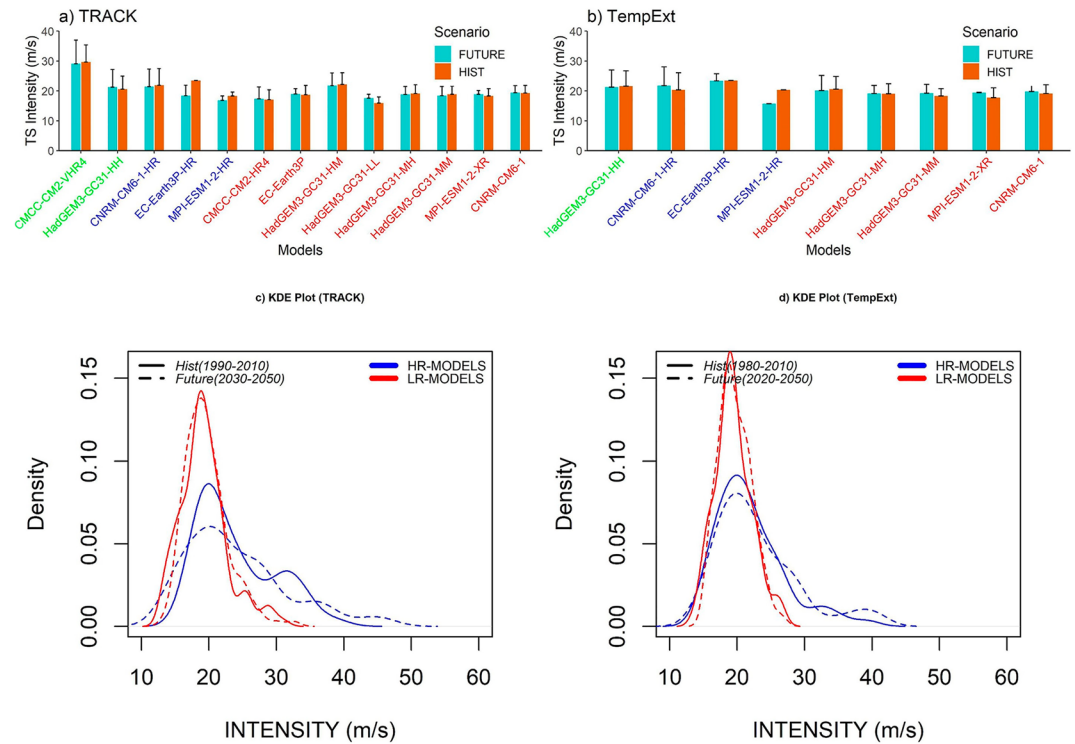 a) TRACK
TS Intensity (m/s)
40
30
20
10
0
Scenario
FUTURE
HIST
CMCC-CM2-VHR4
HadGEM3-GC31-HH
CNRM-CM6-1-HR
EC-Earth3P-HR
MPI-ESM1-2-HR
CMCC-CM2-HR4
EC-Earth3P
HadGEM3-GC31-HM
HadGEM3-GC31-LL
HadGEM3-GC31-MH
HadGEM3-GC31-MM
MPI-ESM1-2-XR
CNRM-CM6-1
Models
b) TempExt
TS Intensity (m/s)
40
30
20
10
0
Scenario
FUTURE
HIST
HadGEM3-GC31-HH
CNRM-CM6-1-HR
EC-Earth3P-HR
MPI-ESM1-2-HR
HadGEM3-GC31-HM
HadGEM3-GC31-MH
HadGEM3-GC31-MM
MPI-ESM1-2-XR
CNRM-CM6-1
Models
c) KDE Plot (TRACK)
Hist(1990-2010)
Future(2030-2050)
HR-MODELS
LR-MODELS
Density
0.15
0.10
0.05
0.00
10 20 30 40 50 60
INTENSITY (m/s)
d) KDE Plot (TempExt)
Hist(1980-2010)
Future(2020-2050)
HR-MODELS
LR-MODELS
Density
0.15
0.10
0.05
0.00
10 20 30 40 50 60
INTENSITY (m/s)